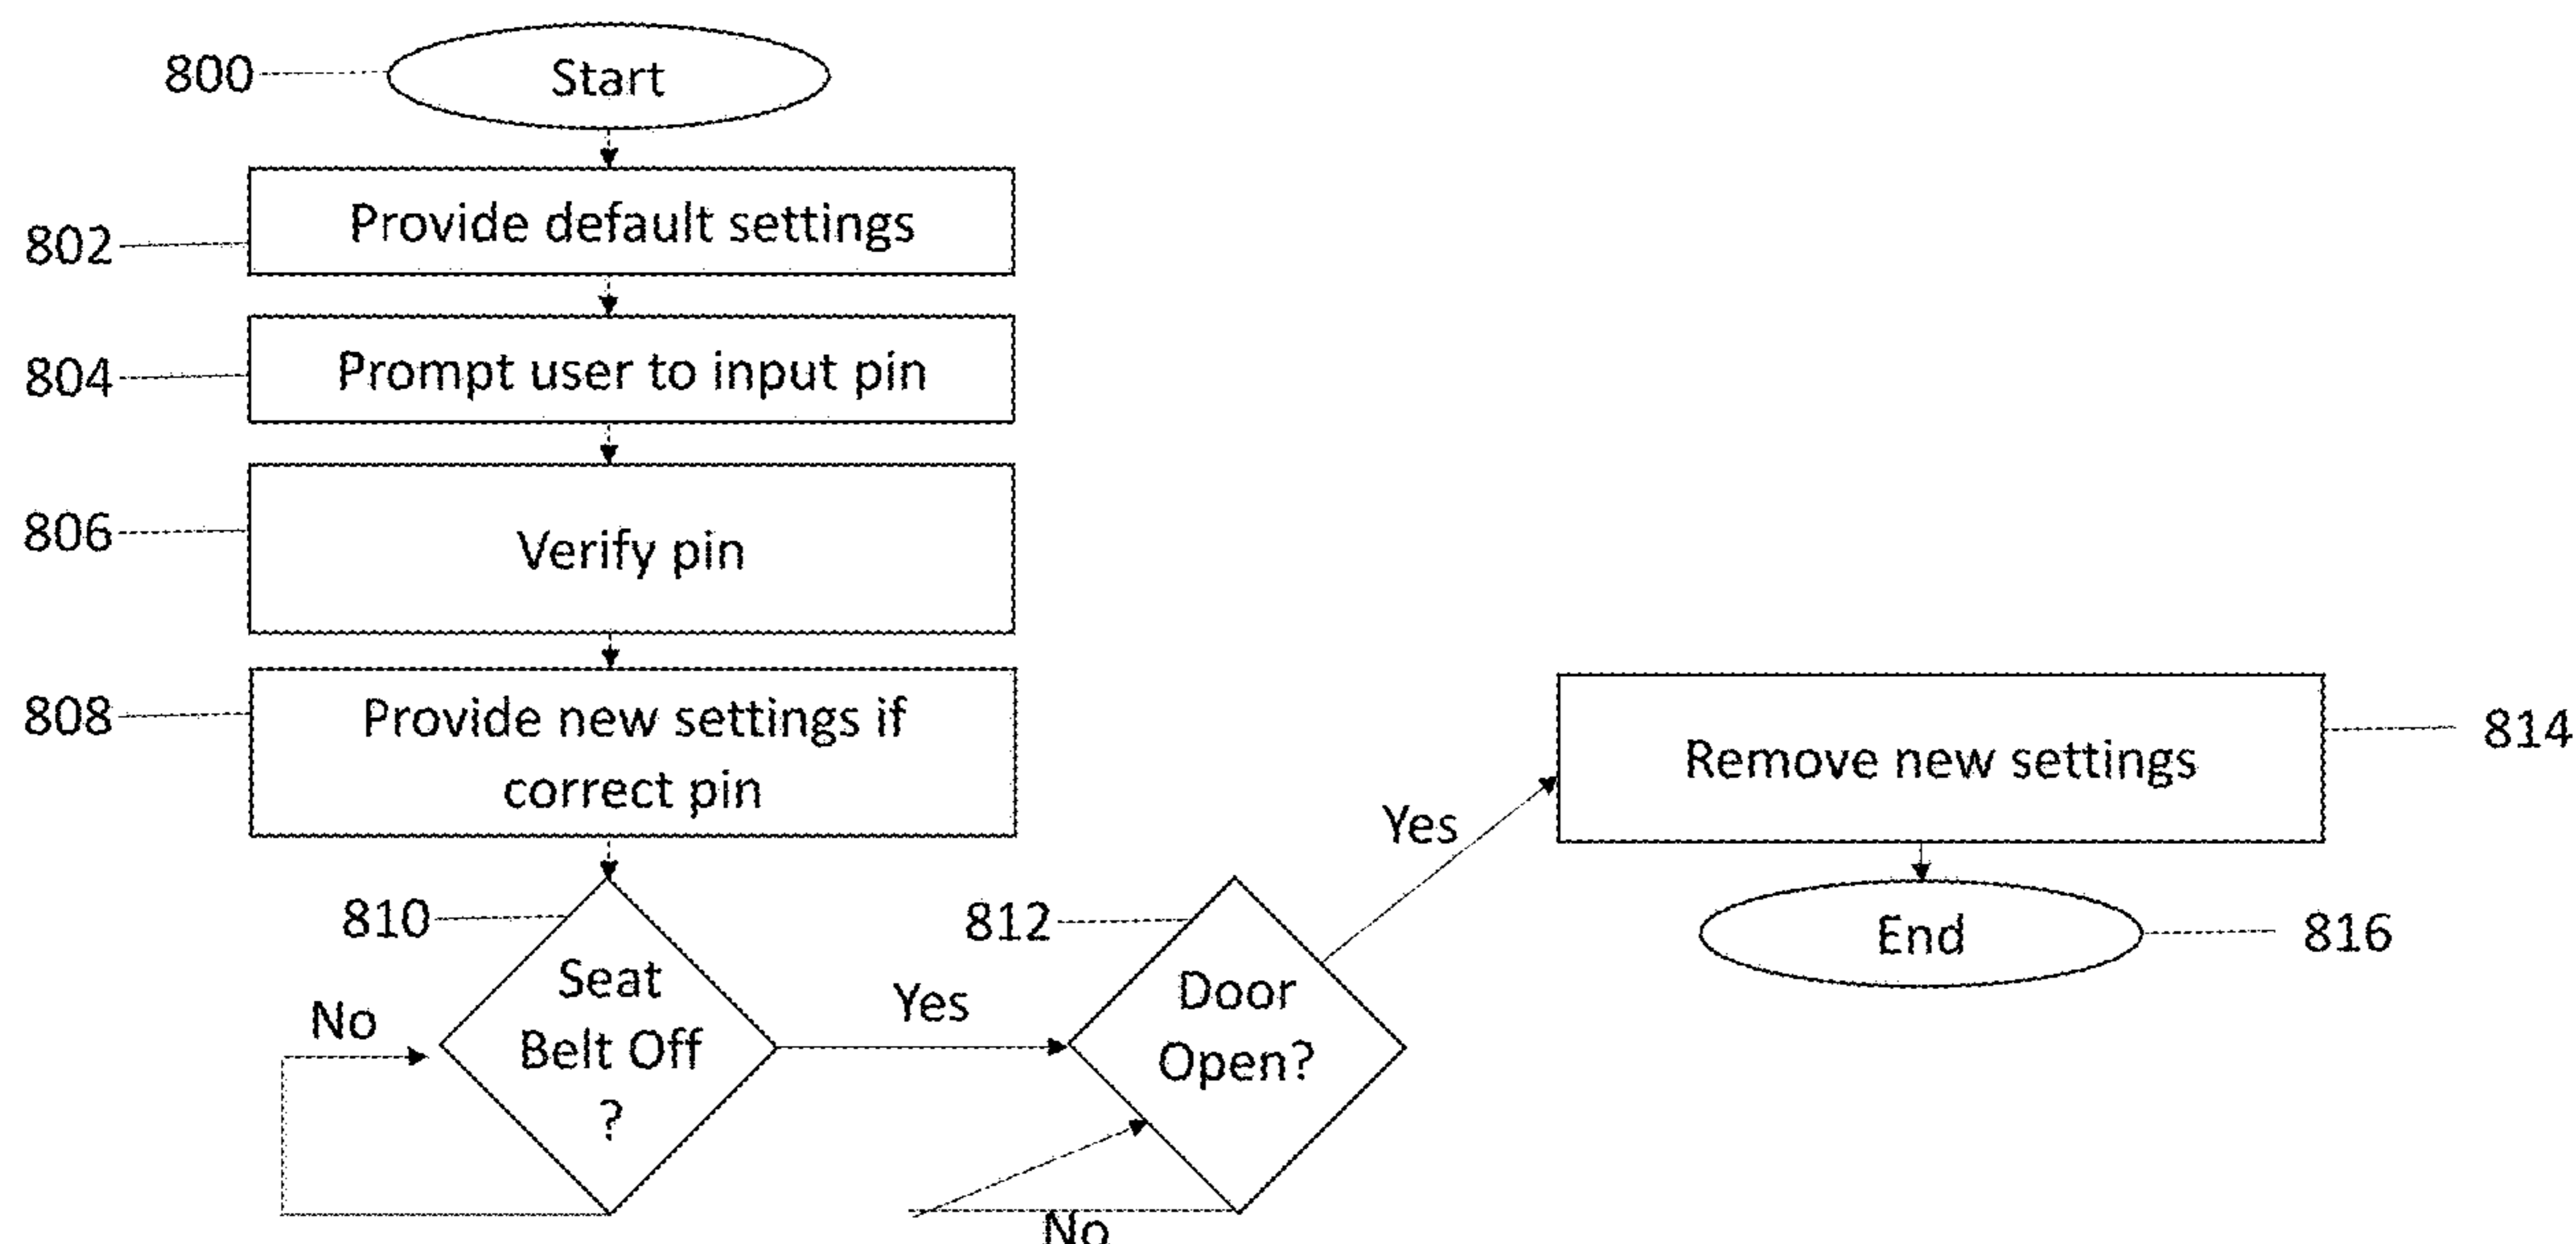 800
Start
802
Provide default settings
804
Prompt user to input pin
806
Verify pin
808
Provide new settings if
correct pin
810
Seat
Belt Off
?
No
Yes
812
Door
Open?
No
Yes
Remove new settings
814
End
816